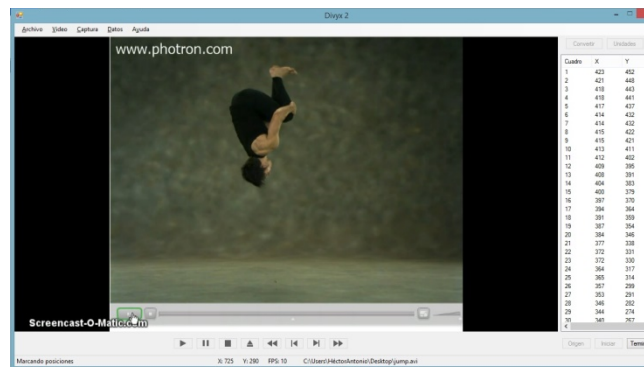 Divyx 2
Archivo Video Captura Datos Ayuda
www.photron.com
Convertir Unidades
Cuadro X Y
1 423 452
2 421 448
3 418 443
4 418 441
5 417 437
6 414 432
7 414 432
8 415 422
9 415 421
10 413 411
11 412 402
12 409 395
13 408 391
14 404 383
15 400 379
16 397 370
17 394 364
18 391 359
19 387 354
20 384 346
21 377 338
22 372 331
23 372 330
24 364 317
25 365 314
26 357 299
27 353 291
28 346 282
29 344 274
30 340 267
Screencast-O-Matic.com
Origen Iniciar Termi
Marcando posiciones X: 725 Y: 280 FPS: 10 C:\Users\HéctorAntonio\Desktop\jump.avi